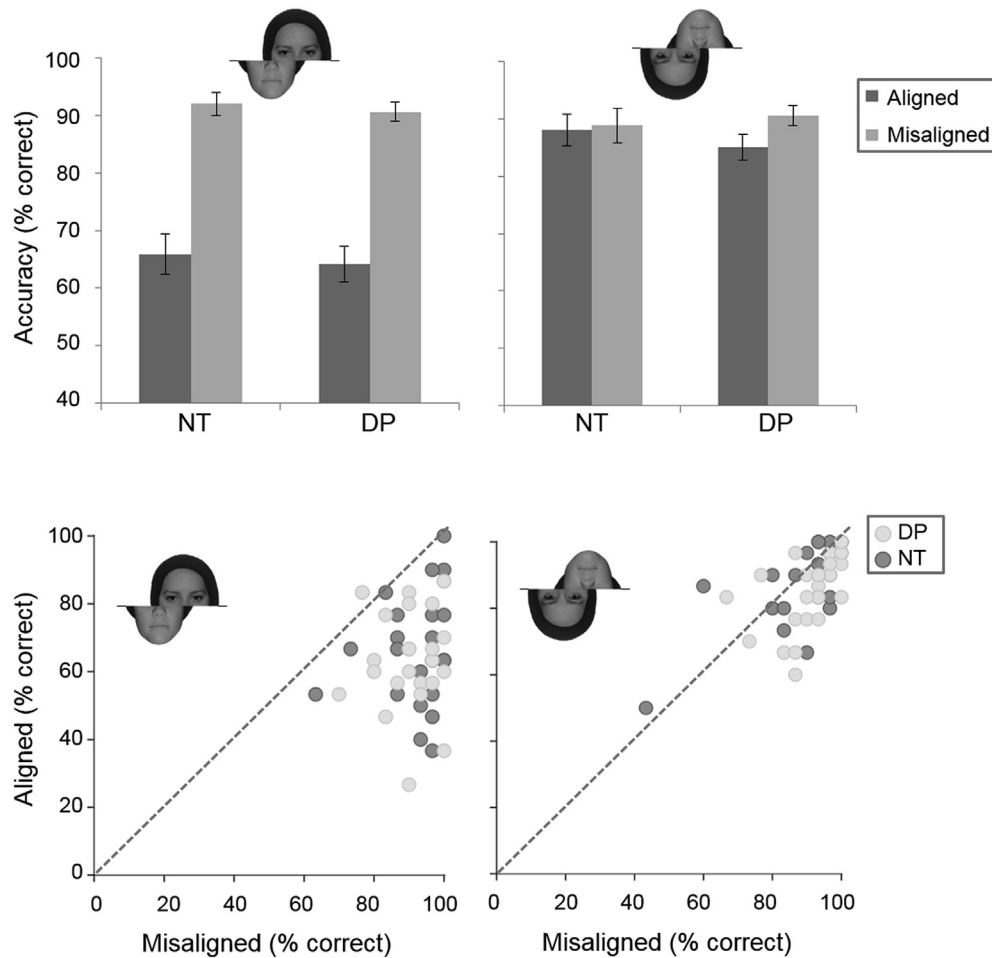 Accuracy (% correct)
100
90
80
70
60
50
40
NT
DP
NT
DP
Aligned
Misaligned
Aligned (% correct)
100
80
60
40
20
0
0
20
40
60
80
100
Misaligned (% correct)
0
20
40
60
80
100
Misaligned (% correct)
DP
NT